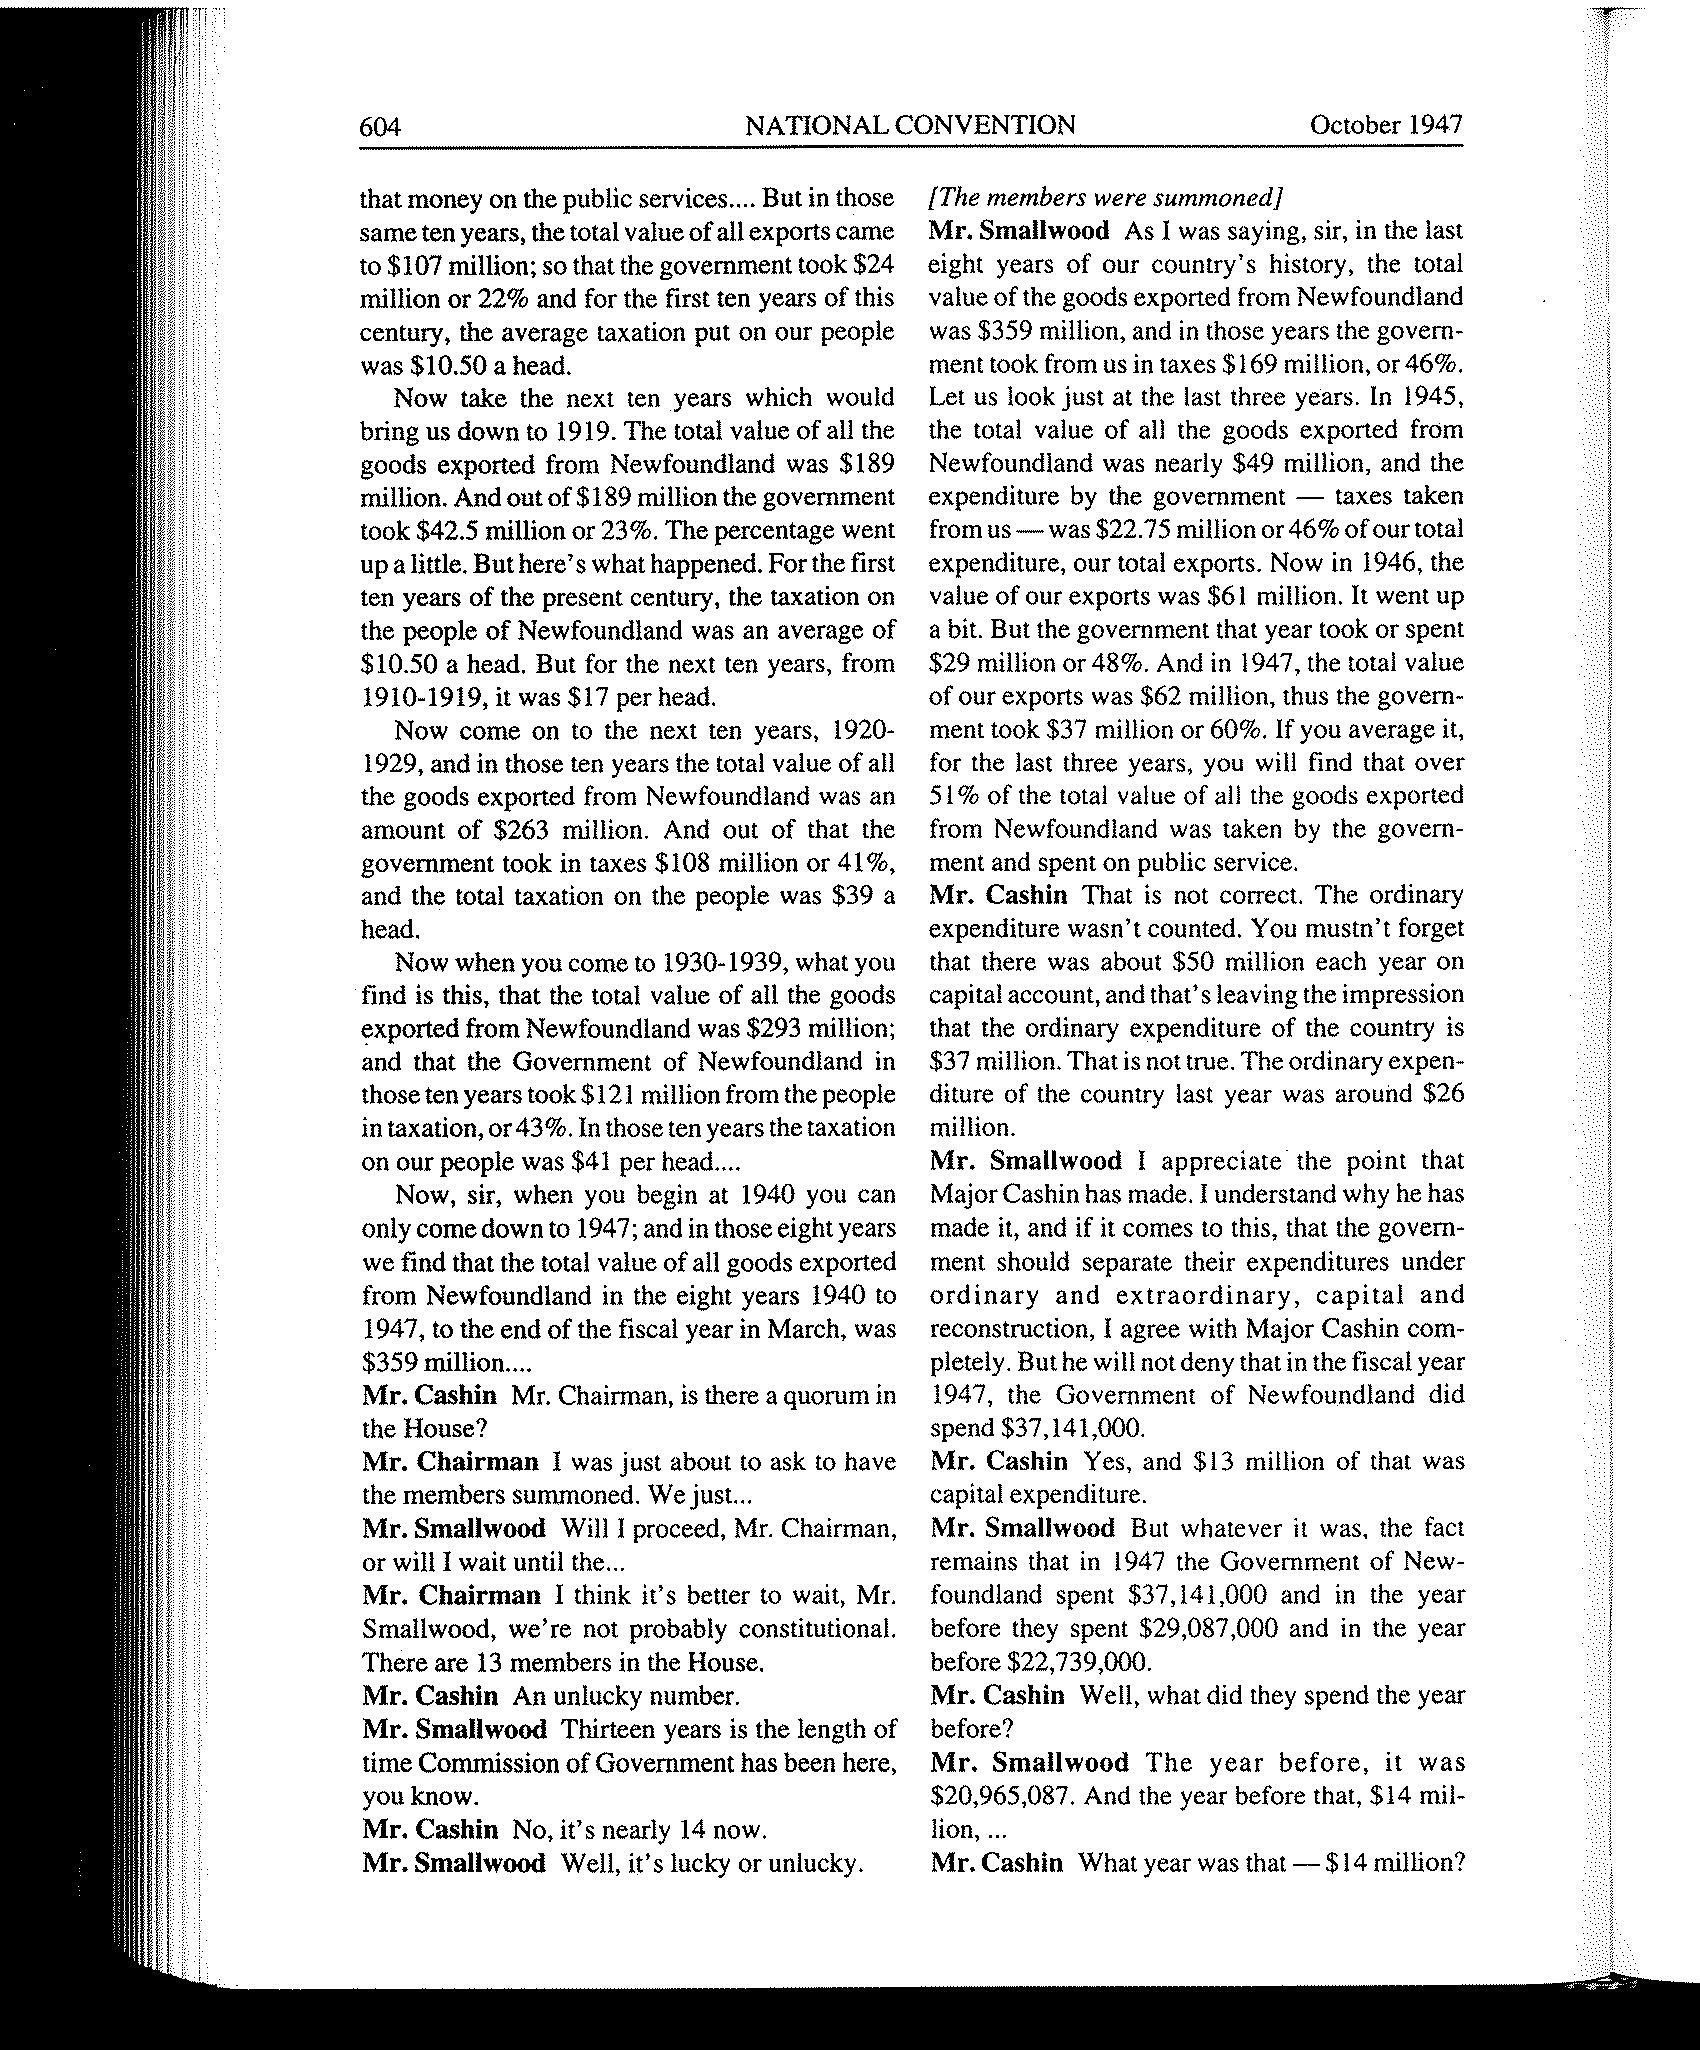 604 NATIONAL CONVENTION October 1947
that money on the public services.... But in those
same ten years, the total value of all exports came
to $107 million; so that the government took $24
million or 22% and for the first ten years of this
century, the average taxation put on our people
was $10.50 a head.
Now take the next ten years which would
bring us down to 1919. The total value of all the
goods exported from Newfoundland was $189
million. And out of $189 million the government
took $42.5 million or 23%. The percentage went
up a little. But here's what happened. For the first
ten years of the present century, the taxation on
the people of Newfoundland was an average of
$10.50 a head. But for the next ten years, from
1910-1919, it was $17 per head.
Now come on to the next ten years, 1920-
1929, and in those ten years the total value of all
the goods exported from Newfoundland was an
amount of $263 million. And out of that the
government took in taxes $108 million or 41%,
and the total taxation on the people was $39 a
head.
Now when you come to 1930-1939, what you
find is this, that the total value of all the goods
exported from Newfoundland was $293 million;
and that the Government of Newfoundland in
those ten years took $121 million from the people
in taxation, or 43%. In those ten years the taxation
on our people was $41 per head....
Now, sir, when you begin at 1940 you can
only come down to 1947; and in those eight years
we find that the total value of all goods exported
from Newfoundland in the eight years 1940 to
1947, to the end of the fiscal year in March, was
$359 million....
Mr. Cashin Mr. Chairman, is there a quorum in
the House?
Mr. Chairman I was just about to ask to have
the members summoned. We just...
Mr. Smallwood Will I proceed, Mr. Chairman,
or will I wait until the...
Mr. Chairman I think it's better to wait, Mr.
Smallwood, we're not probably constitutional.
There are 13 members in the House.
Mr. Cashin An unlucky number.
Mr. Smallwood Thirteen years is the length of
time Commission of Government has been here,
you know.
Mr. Cashin No, it's nearly 14 now.
Mr. Smallwood Well, it's lucky or unlucky.
[The members were summoned]
Mr. Smallwood As I was saying, sir, in the last
eight years of our country's history, the total
value of the goods exported from Newfoundland
was $359 million, and in those years the govern-
ment took from us in taxes $169 million, or 46%.
Let us look just at the last three years. In 1945,
the total value of all the goods exported from
Newfoundland was nearly $49 million, and the
expenditure by the government — taxes taken
from us — was $22.75 million or 46% of our total
expenditure, our total exports. Now in 1946, the
value of our exports was $61 million. It went up
a bit. But the government that year took or spent
$29 million or 48%. And in 1947, the total value
of our exports was $62 million, thus the govern-
ment took $37 million or 60%. If you average it,
for the last three years, you will find that over
51% of the total value of all the goods exported
from Newfoundland was taken by the govern-
ment and spent on public service.
Mr. Cashin That is not correct. The ordinary
expenditure wasn't counted. You mustn't forget
that there was about $50 million each year on
capital account, and that's leaving the impression
that the ordinary expenditure of the country is
$37 million. That is not true. The ordinary expen-
diture of the country last year was around $26
million.
Mr. Smallwood I appreciate the point that
Major Cashin has made. I understand why he has
made it, and if it comes to this, that the govern-
ment should separate their expenditures under
ordinary and extraordinary, capital and
reconstruction, I agree with Major Cashin com-
pletely. But he will not deny that in the fiscal year
1947, the Government of Newfoundland did
spend $37,141,000.
Mr. Cashin Yes, and $13 million of that was
capital expenditure.
Mr. Smallwood But whatever it was, the fact
remains that in 1947 the Government of New-
foundland spent $37,141,000 and in the year
before they spent $29,087,000 and in the year
before $22,739,000.
Mr. Cashin Well, what did they spend the year
before?
Mr. Smallwood The year before, it was
$20,965,087. And the year before that, $14 mil-
lion, ...
Mr. Cashin What year was that — $14 million?